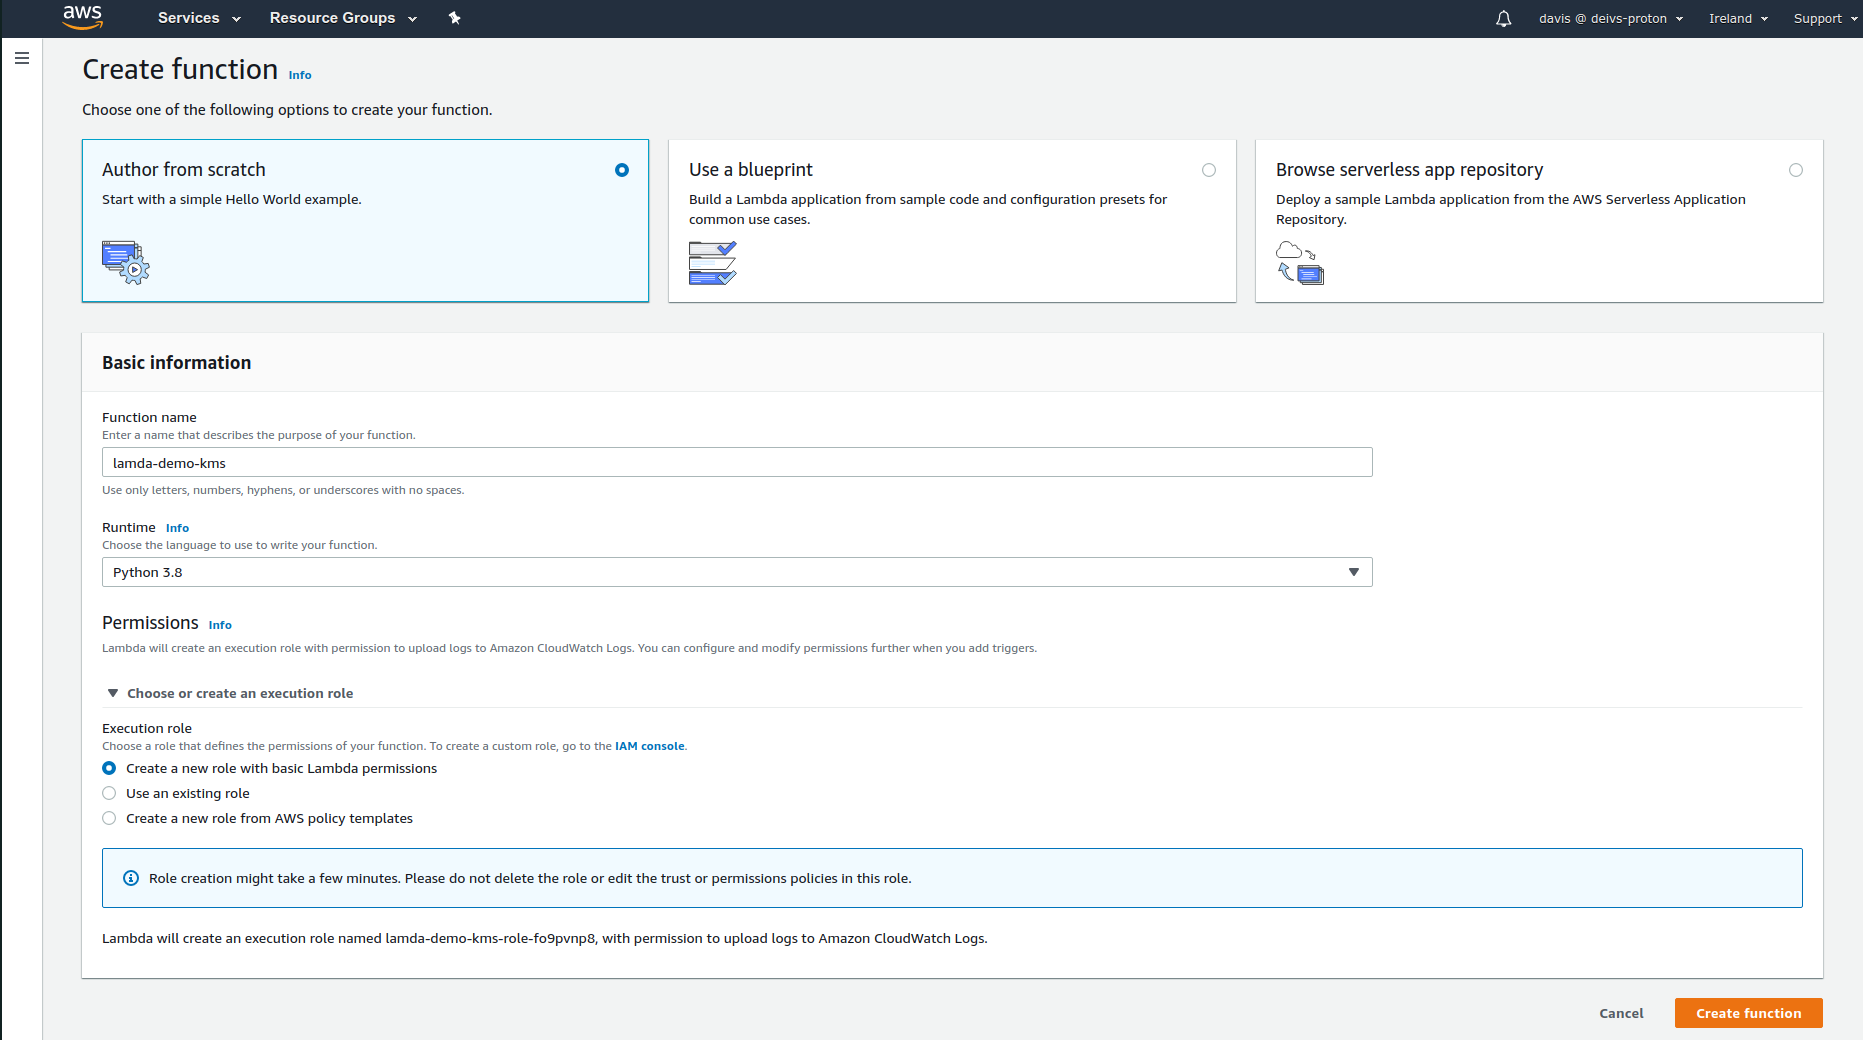 aws Services Resource Groups davis @ deivs-proton Ireland Support
Create function Info
Choose one of the following options to create your function.
Author from scratch
Start with a simple Hello World example.
Use a blueprint
Build a Lambda application from sample code and configuration presets for
common use cases.
Browse serverless app repository
Deploy a sample Lambda application from the AWS Serverless Application
Repository.
Basic information
Function name
Enter a name that describes the purpose of your function.
lamda-demo-kms
Use only letters, numbers, hyphens, or underscores with no spaces.
Runtime Info
Choose the language to use to write your function.
Python 3.8
Permissions Info
Lambda will create an execution role with permission to upload logs to Amazon CloudWatch Logs. You can configure and modify permissions further when you add triggers.
Choose or create an execution role
Execution role
Choose a role that defines the permissions of your function. To create a custom role, go to the IAM console.
Create a new role with basic Lambda permissions
Use an existing role
Create a new role from AWS policy templates
Role creation might take a few minutes. Please do not delete the role or edit the trust or permissions policies in this role.
Lambda will create an execution role named lamda-demo-kms-role-fo9pvnp8, with permission to upload logs to Amazon CloudWatch Logs.
Cancel Create function